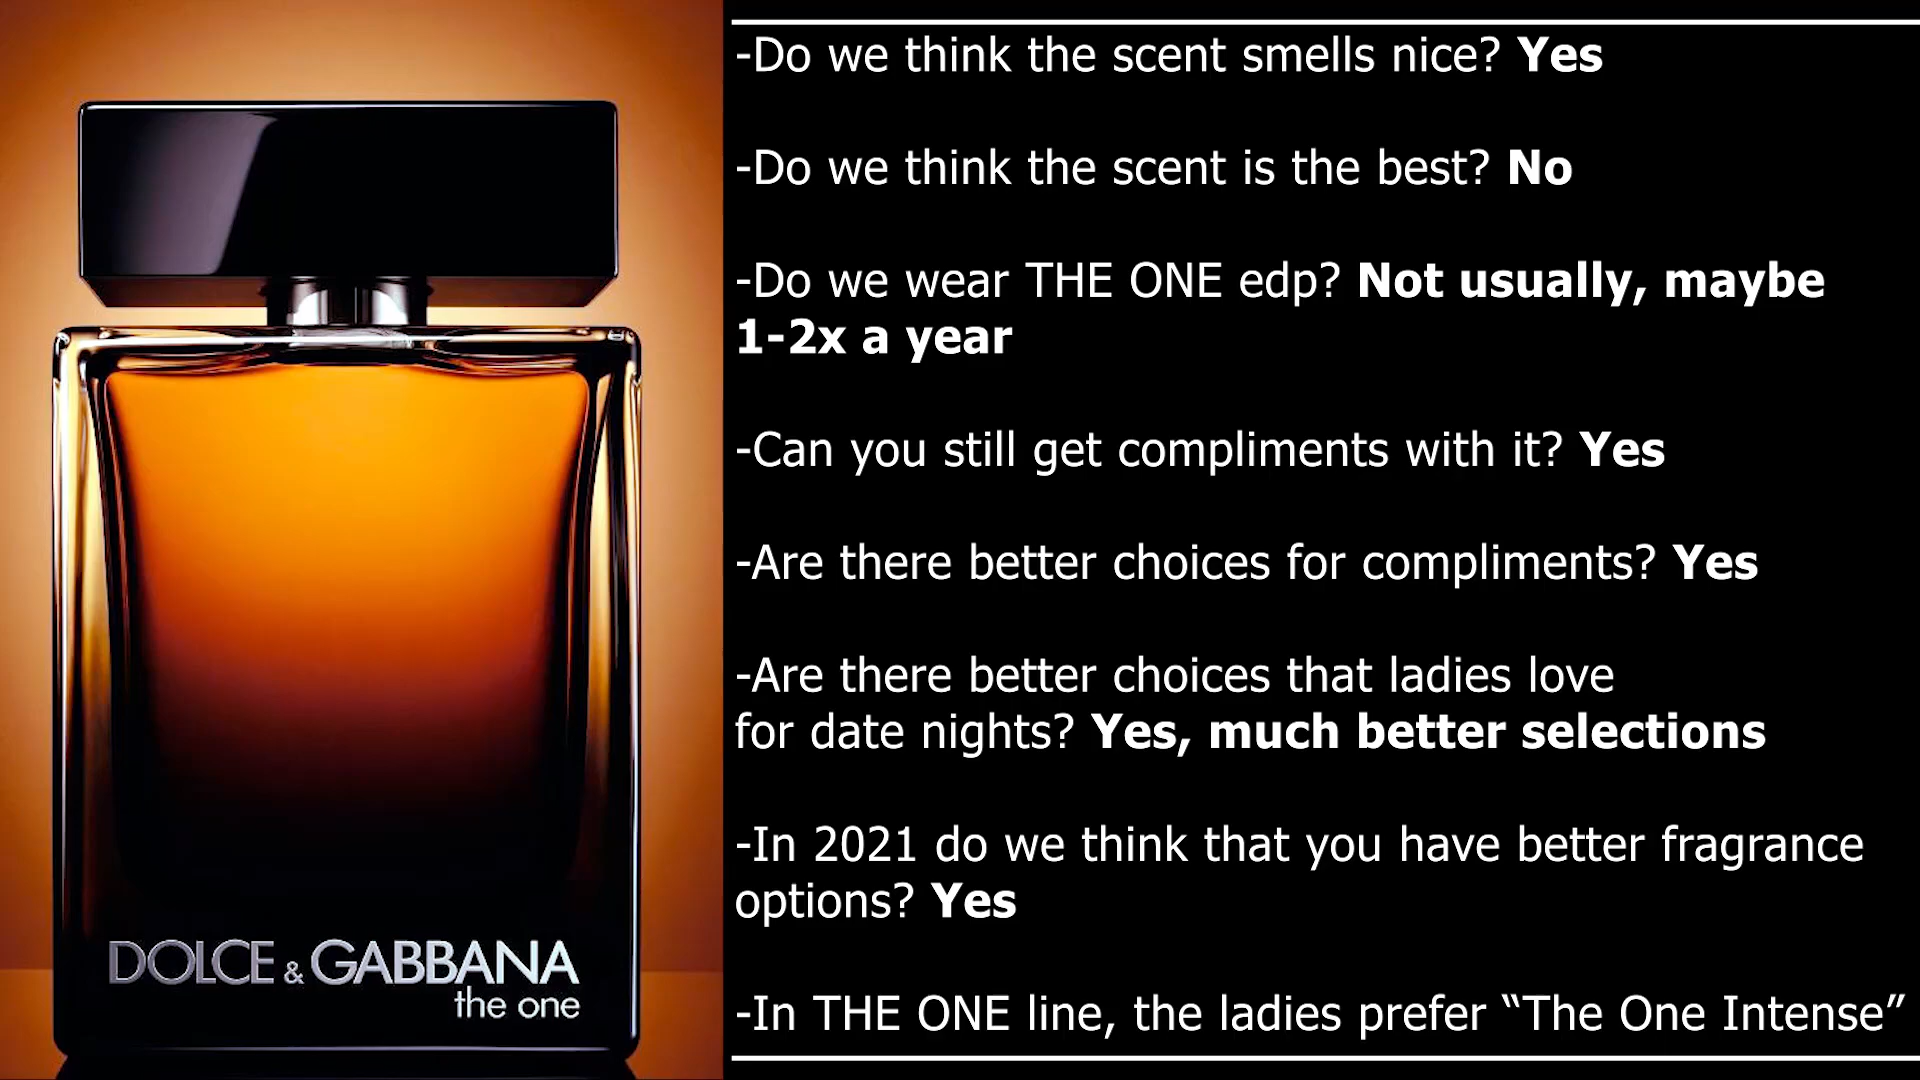 -Do we think the scent smells nice? Yes
-Do we think the scent is the best? No
-Do we wear THE ONE edp? Not usually, maybe
1-2x a year
-Can you still get compliments with it? Yes
-Are there better choices for compliments? Yes
-Are there better choices that ladies love
for date nights? Yes, much better selections
-In 2021 do we think that you have better fragrance
options? Yes
-In THE ONE line, the ladies prefer “The One Intense”
DOLCE & GABBANA
the one